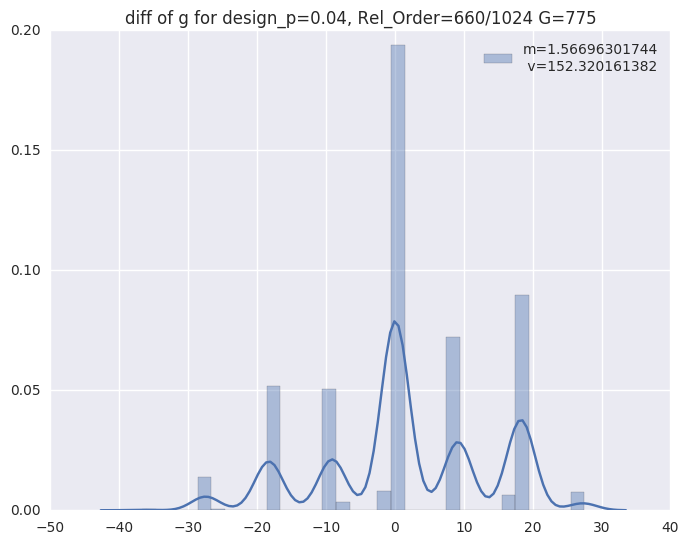 diff of g for design_p=0.04, Rel_Order=660/1024 G=775
m=1.56696301744
v=152.320161382
0.20
0.15
0.10
0.05
0.00
−50 −40 −30 −20 −10 0 10 20 30 40